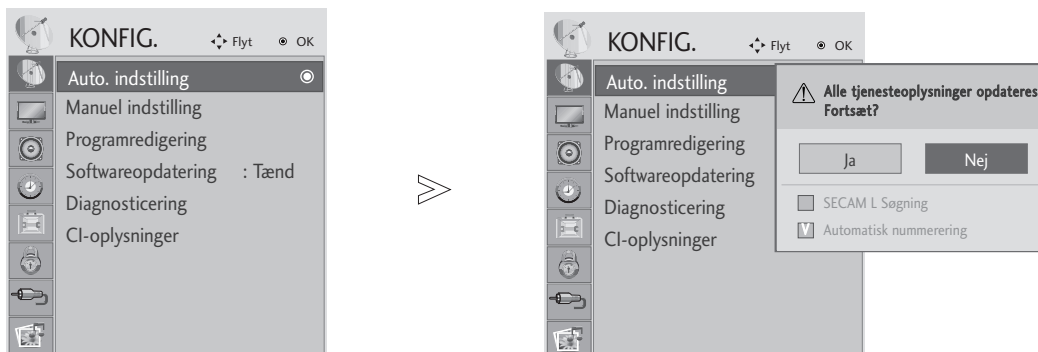 KONFIG. Flyt OK
Auto. indstilling
Manuel indstilling
Programredigering
Softwareopdatering : Tænd
Diagnosticering
CI-oplysninger
KONFIG. Flyt OK
Auto. indstilling
Manuel indstilling
Programredigering
Softwareopdatering
Diagnosticering
CI-oplysninger
Alle tjenesteoplysninger opdateres
Fortsæt?
Ja Nej
SECAM L Søgning
V Automatisk nummerering